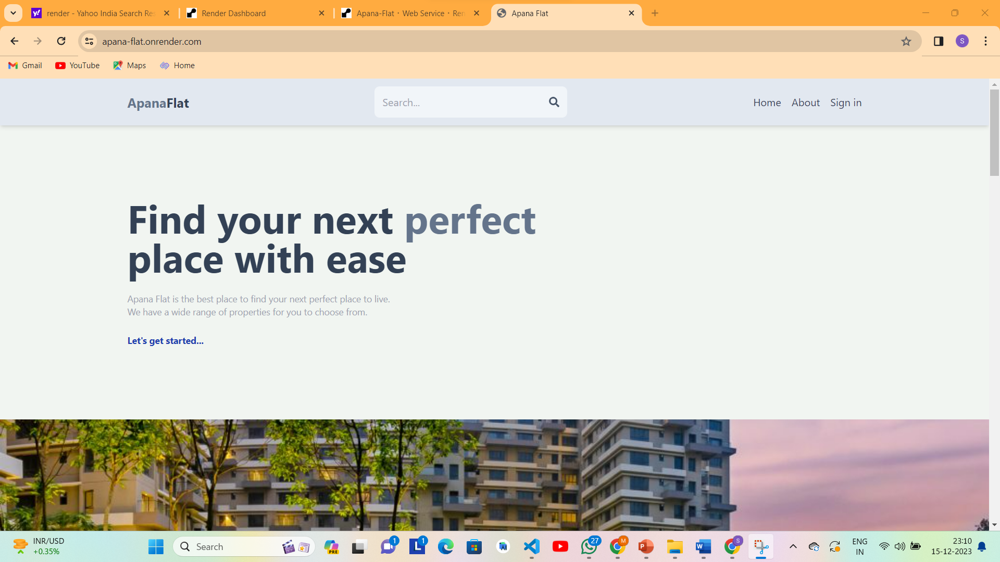 render - Yahoo India Search Res
Render Dashboard
Apana-Flat · Web Service · Ren
Apana Flat
apana-flat.onrender.com
S
Gmail
YouTube
Maps
Home
ApanaFlat
Search...
Home
About
Sign in
Find your next perfect
place with ease
Apana Flat is the best place to find your next perfect place to live.
We have a wide range of properties for you to choose from.
Let's get started...
INR/USD
+0.35%
Search
PRE
1
1
27
M
S
ENG
IN
23:10
15-12-2023